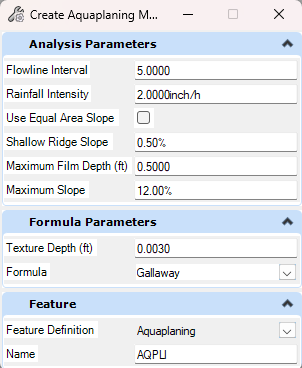 Create Aquaplaning M...
Analysis Parameters
Flowline Interval 5.0000
Rainfall Intensity 2.0000inch/h
Use Equal Area Slope
Shallow Ridge Slope 0.50%
Maximum Film Depth (ft) 0.5000
Maximum Slope 12.00%
Formula Parameters
Texture Depth (ft) 0.0030
Formula Gallaway
Feature
Feature Definition Aquaplaning
Name AQPL1